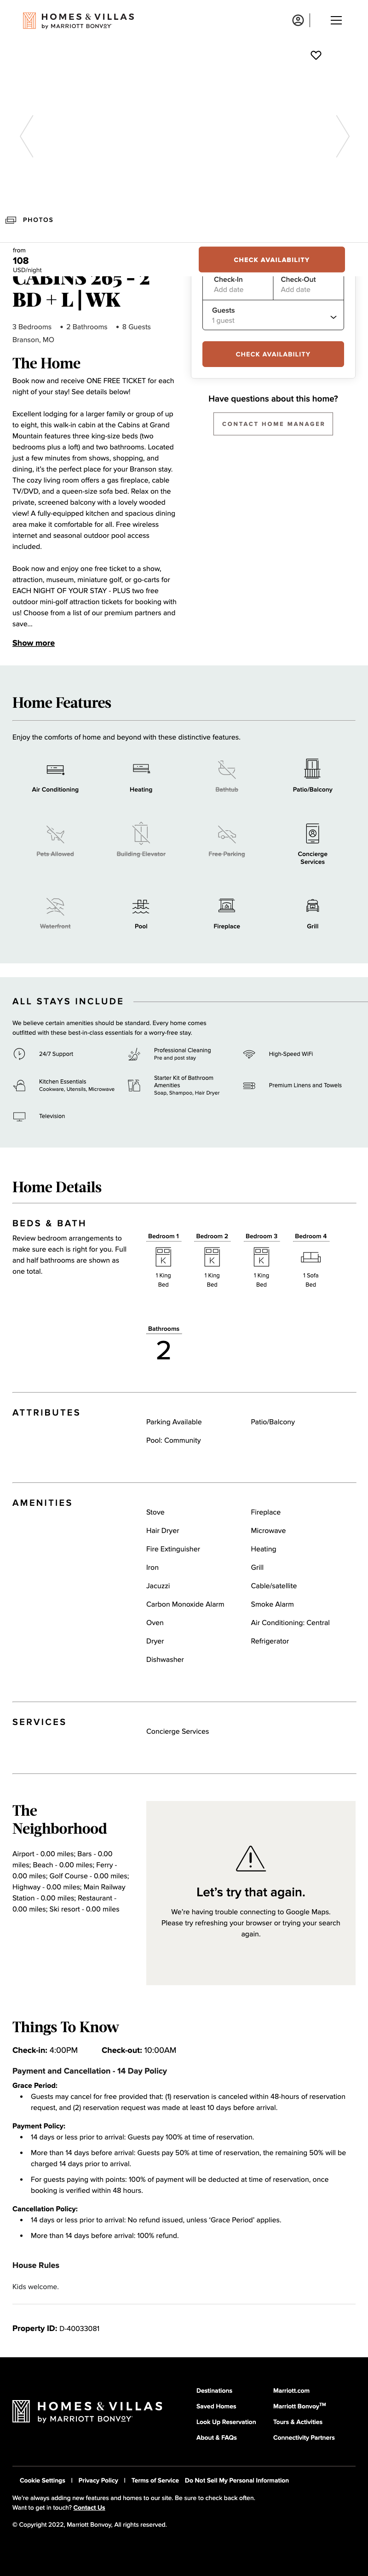 HOMES & VILLAS
by MARRIOTT BONVOY
PHOTOS
from
108
USD/night
CHECK AVAILABILITY
CABINS 265 - 2
BD + L | WK
3 Bedrooms • 2 Bathrooms • 8 Guests
Branson, MO
Check-In
Add date
Check-Out
Add date
Guests
1 guest
CHECK AVAILABILITY
Have questions about this home?
CONTACT HOME MANAGER
The Home
Book now and receive ONE FREE TICKET for each
night of your stay! See details below!
Excellent lodging for a larger family or group of up
to eight, this walk-in cabin at the Cabins at Grand
Mountain features three king-size beds (two
bedrooms plus a loft) and two bathrooms. Located
just a few minutes from shows, shopping, and
dining, it's the perfect place for your Branson stay.
The cozy living room offers a gas fireplace, cable
TV/DVD, and a queen-size sofa bed. Relax on the
private, screened balcony with a lovely wooded
view! A fully-equipped kitchen and spacious dining
area make it comfortable for all. Free wireless
internet and seasonal outdoor pool access
included.
Book now and enjoy one free ticket to a show,
attraction, museum, miniature golf, or go-carts for
EACH NIGHT OF YOUR STAY - PLUS two free
outdoor mini-golf attraction tickets for booking with
us! Choose from a list of our premium partners and
save...
Show more
Home Features
Enjoy the comforts of home and beyond with these distinctive features.
Air Conditioning
Heating
Bathtub
Patio/Balcony
Pets Allowed
Building Elevator
Free Parking
Concierge
Services
Waterfront
Pool
Fireplace
Grill
ALL STAYS INCLUDE
We believe certain amenities should be standard. Every home comes
outfitted with these best-in-class essentials for a worry-free stay.
24/7 Support
Professional Cleaning
Pre and post stay
High-Speed WiFi
Kitchen Essentials
Cookware, Utensils, Microwave
Starter Kit of Bathroom
Amenities
Soap, Shampoo, Hair Dryer
Premium Linens and Towels
Television
Home Details
BEDS & BATH
Review bedroom arrangements to
make sure each is right for you. Full
and half bathrooms are shown as
one total.
Bedroom 1
1 King
Bed
Bedroom 2
1 King
Bed
Bedroom 3
1 King
Bed
Bedroom 4
1 Sofa
Bed
Bathrooms
2
ATTRIBUTES
Parking Available
Patio/Balcony
Pool: Community
AMENITIES
Stove
Fireplace
Hair Dryer
Microwave
Fire Extinguisher
Heating
Iron
Grill
Jacuzzi
Cable/satellite
Carbon Monoxide Alarm
Smoke Alarm
Oven
Air Conditioning: Central
Dryer
Refrigerator
Dishwasher
SERVICES
Concierge Services
The
Neighborhood
Airport - 0.00 miles; Bars - 0.00
miles; Beach - 0.00 miles; Ferry -
0.00 miles; Golf Course - 0.00 miles;
Highway - 0.00 miles; Main Railway
Station - 0.00 miles; Restaurant -
0.00 miles; Ski resort - 0.00 miles
Let's try that again.
We're having trouble connecting to Google Maps.
Please try refreshing your browser or trying your search
again.
Things To Know
Check-in: 4:00PM Check-out: 10:00AM
Payment and Cancellation - 14 Day Policy
Grace Period:
• Guests may cancel for free provided that: (1) reservation is canceled within 48-hours of reservation
request, and (2) reservation request was made at least 10 days before arrival.
Payment Policy:
• 14 days or less prior to arrival: Guests pay 100% at time of reservation.
• More than 14 days before arrival: Guests pay 50% at time of reservation, the remaining 50% will be
charged 14 days prior to arrival.
• For guests paying with points: 100% of payment will be deducted at time of reservation, once
booking is verified within 48 hours.
Cancellation Policy:
• 14 days or less prior to arrival: No refund issued, unless 'Grace Period' applies.
• More than 14 days before arrival: 100% refund.
House Rules
Kids welcome.
Property ID: D-40033081
HOMES & VILLAS
by MARRIOTT BONVOY
Destinations
Saved Homes
Look Up Reservation
About & FAQs
Marriott.com
Marriott Bonvoy™
Tours & Activities
Connectivity Partners
Cookie Settings | Privacy Policy | Terms of Service Do Not Sell My Personal Information
We're always adding new features and homes to our site. Be sure to check back often.
Want to get in touch? Contact Us
© Copyright 2022, Marriott Bonvoy, All rights reserved.